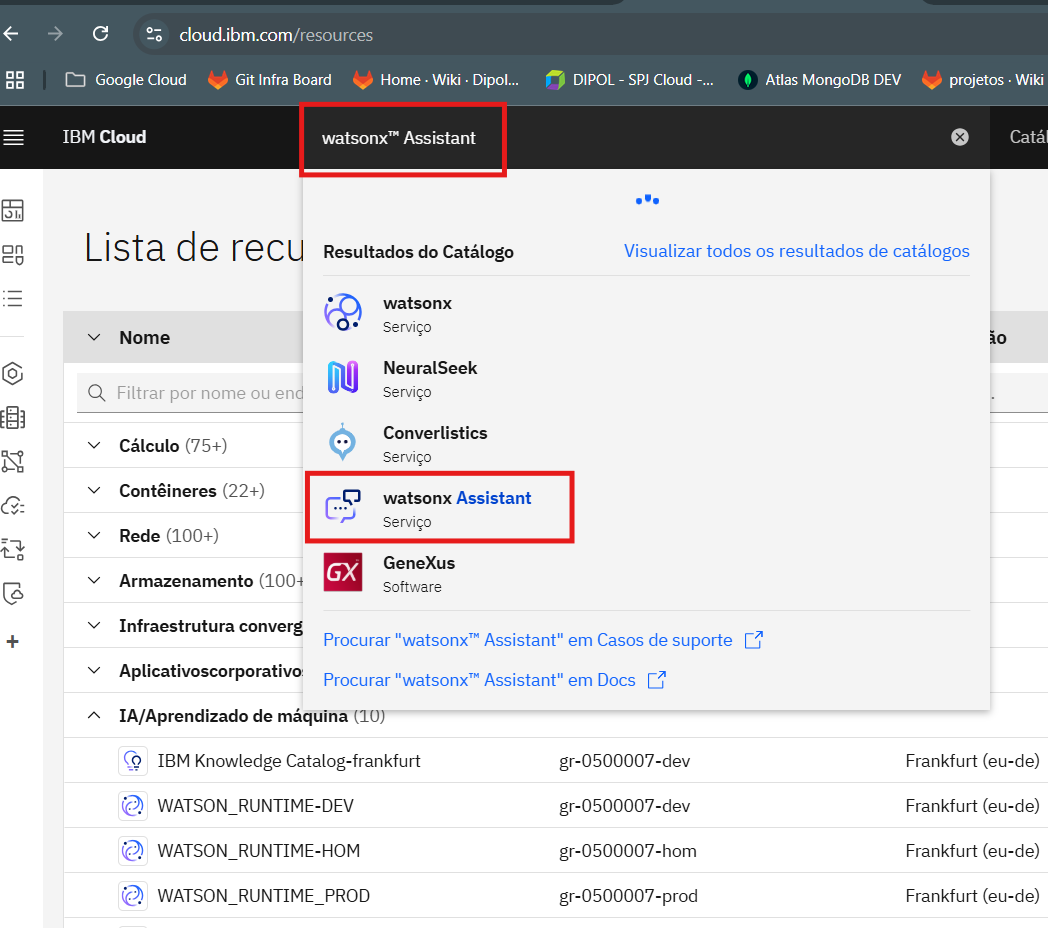 cloud.ibm.com/resources
Google Cloud
Git Infra Board
Home · Wiki · Dipol...
DIPOL - SPJ Cloud -...
Atlas MongoDB DEV
projetos · Wiki
IBM Cloud
watsonx™ Assistant
Catál
Lista de recu
Resultados do Catálogo
Visualizar todos os resultados de catálogos
watsonx
Serviço
NeuralSeek
Serviço
Converlistics
Serviço
watsonx Assistant
Serviço
GX
GeneXus
Software
Procurar "watsonx™ Assistant" em Casos de suporte
Procurar "watsonx™ Assistant" em Docs
Nome
ão
Filtrar por nome ou end
Cálculo (75+)
Contêineres (22+)
Rede (100+)
Armazenamento (100+
Infraestrutura converg
Aplicativoscorporativos
IA/Aprendizado de máquina (10)
IBM Knowledge Catalog-frankfurt gr-0500007-dev Frankfurt (eu-de)
WATSON_RUNTIME-DEV gr-0500007-dev Frankfurt (eu-de)
WATSON_RUNTIME-HOM gr-0500007-hom Frankfurt (eu-de)
WATSON_RUNTIME_PROD gr-0500007-prod Frankfurt (eu-de)